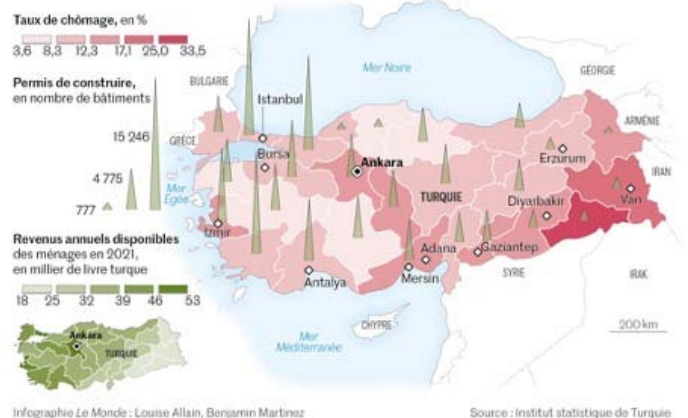 Taux de chômage, en %
3,6 8,3 12,3 17,1 25,0 33,5
Permis de construire,
en nombre de bâtiments
15 246
4 775
777
Revenus annuels disponibles
des ménages en 2021,
en millier de livre turque
18 25 32 39 46 53
Ankara
TURQUIE
BULGARIE
Mer Noire
GÉORGIE
Istanbul
ARMÉNIE
GRÈCE
Bursa
Ankara
Erzurum
IRAN
Mer
Egée
TURQUIE
Diyarbakir
Van
Izmir
Adana
Gaziantep
Antalya
Mersin
SYRIE
IRAK
CHYPRE
Mer
Méditerranée
200 km
Infographie Le Monde : Louise Allain, Benjamin Martinez
Source : Institut statistique de Turquie